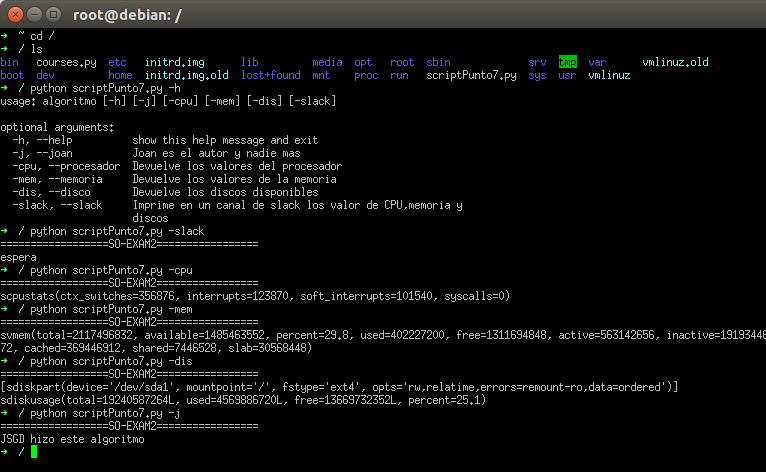 root@debian: /
➜  ~ cd /
➜  / ls
bin  courses.py  etc  initrd.img  lib  media  opt  root  sbin  srv  tmp  var  vmlinuz.old
boot  dev  home  initrd.img.old  lost+found  mnt  proc  run  scriptPunto7.py  sys  usr  vmlinuz
➜  / python scriptPunto7.py -h
usage: algoritmo [-h] [-j] [-cpu] [-mem] [-dis] [-slack]
optional arguments:
-h, --help  show this help message and exit
-j, --joan  Joan es el autor y nadie mas
-cpu, --procesador  Devuelve los valores del procesador
-mem, --memoria  Devuelve los valores de la memoria
-dis, --disco  Devuelve los discos disponibles
-slack, --slack  Imprime en un canal de slack los valor de CPU,memoria y
discos
➜  / python scriptPunto7.py -slack
=================SO-EXAM2=================
espera
➜  / python scriptPunto7.py -cpu
=================SO-EXAM2=================
scpustats(ctx_switches=356876, interrupts=123870, soft_interrupts=101540, syscalls=0)
➜  / python scriptPunto7.py -mem
=================SO-EXAM2=================
svmem(total=2117496832, available=1485463552, percent=29.8, used=402227200, free=1311694848, active=563142656, inactive=19193446
72, cached=369446912, shared=7446528, slab=30568448)
➜  / python scriptPunto7.py -dis
=================SO-EXAM2=================
[sdiskpart(device='/dev/sda1', mountpoint='/', fstype='ext4', opts='rw,relatime,errors=remount-ro,data=ordered')]
sdiskusage(total=19240587264L, used=4569886720L, free=13669732352L, percent=25.1)
➜  / python scriptPunto7.py -j
=================SO-EXAM2=================
JSGD hizo este algoritmo
➜  /